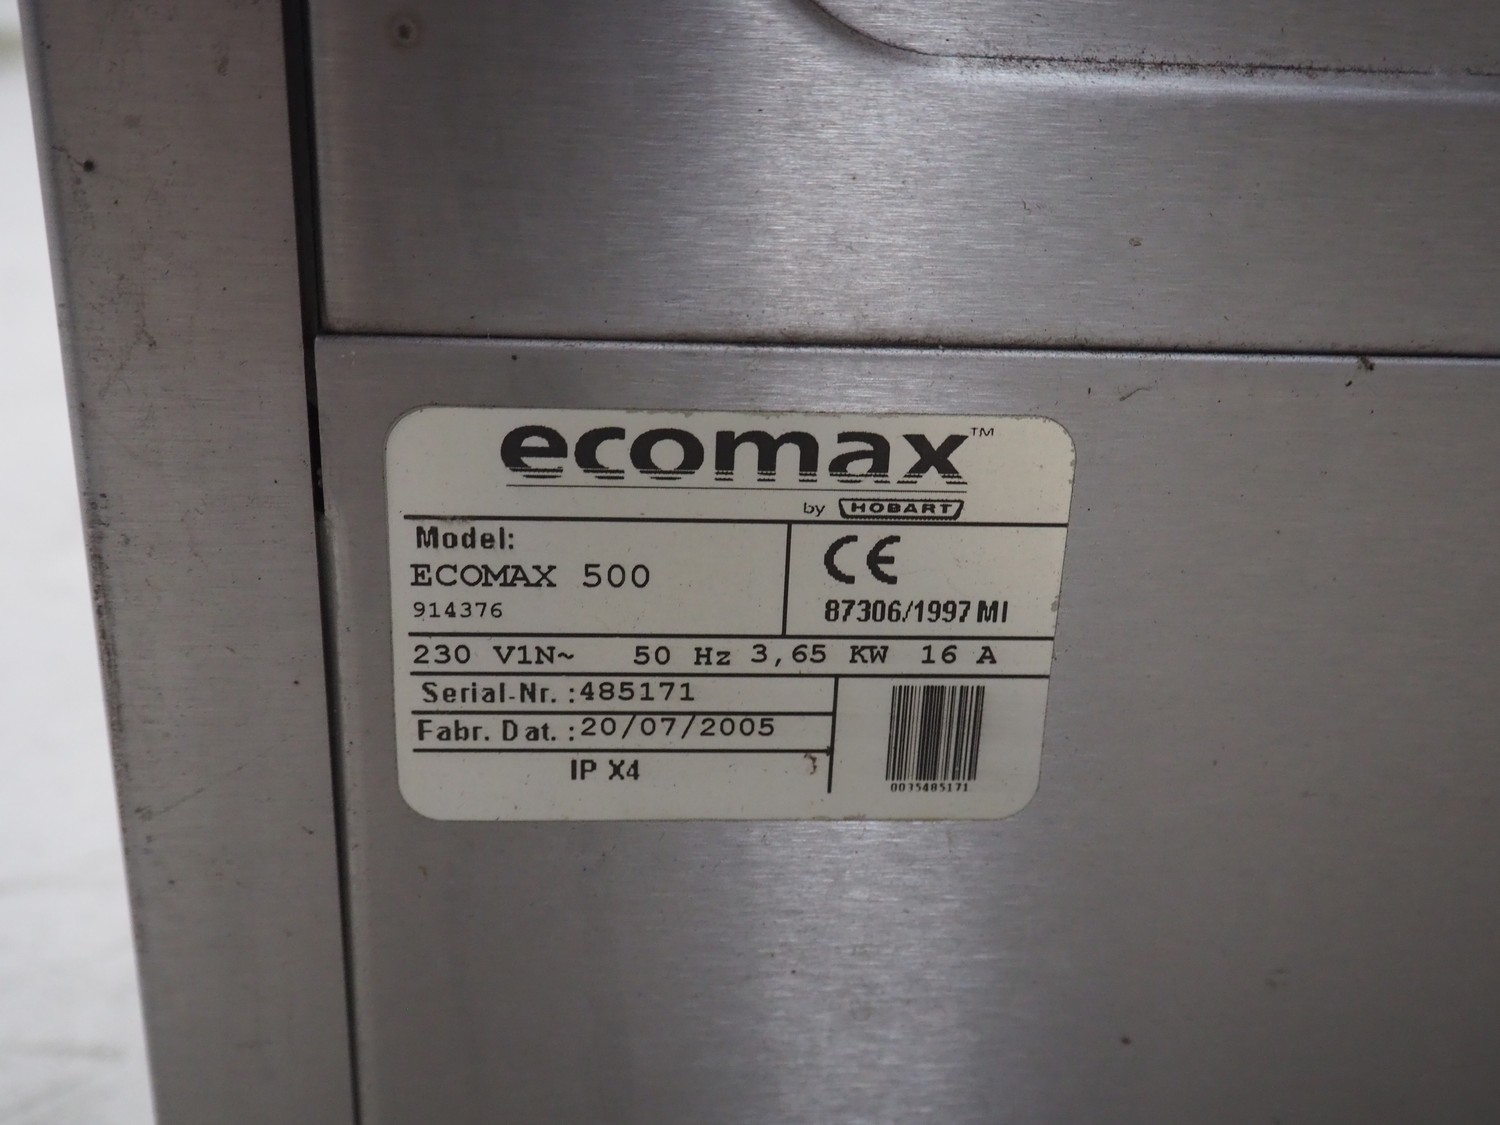 ecomax™
by HOBART
Model:
ECOMAX 500
914376
CE
87306/1997 MI
230 V1N~ 50 Hz 3,65 KW 16 A
Serial-Nr. :485171
Fabr. Dat. :20/07/2005
IP X4